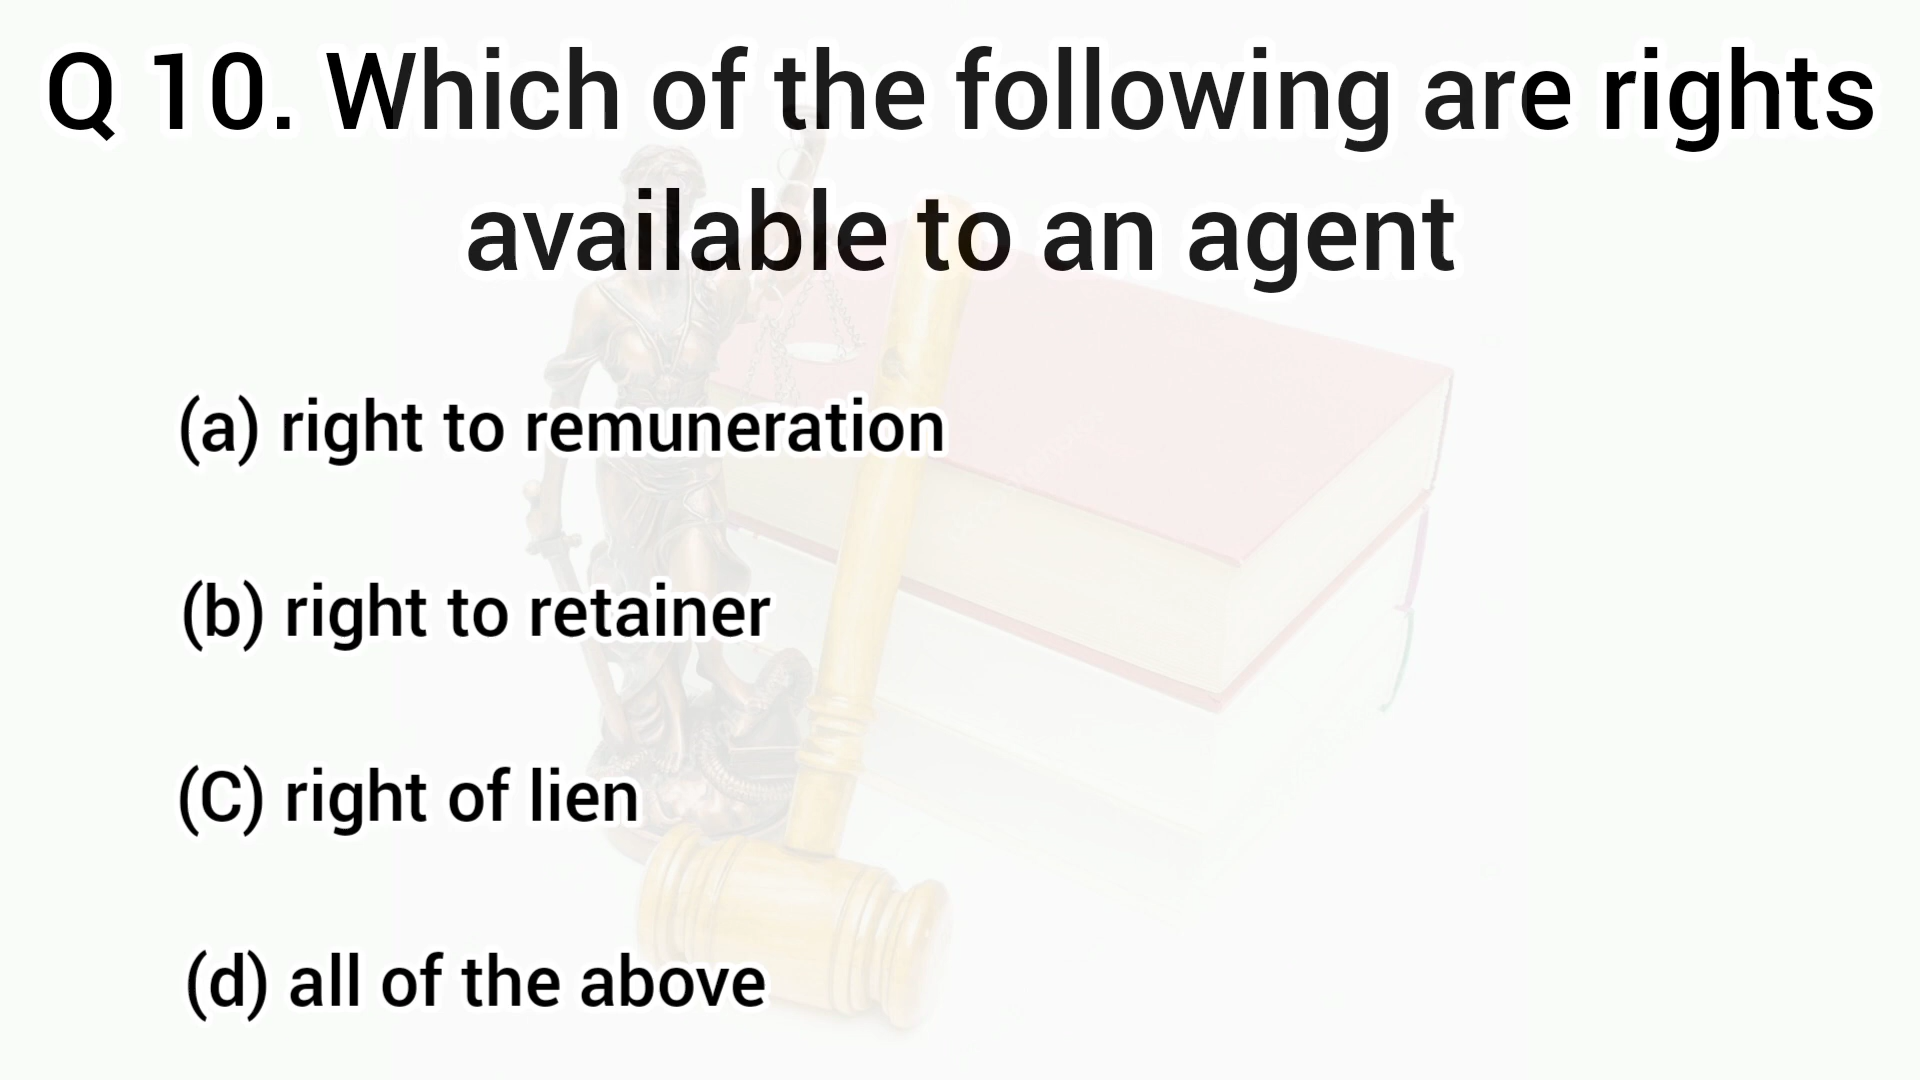 Q 10. Which of the following are rights
available to an agent
(a) right to remuneration
(b) right to retainer
(C) right of lien
(d) all of the above